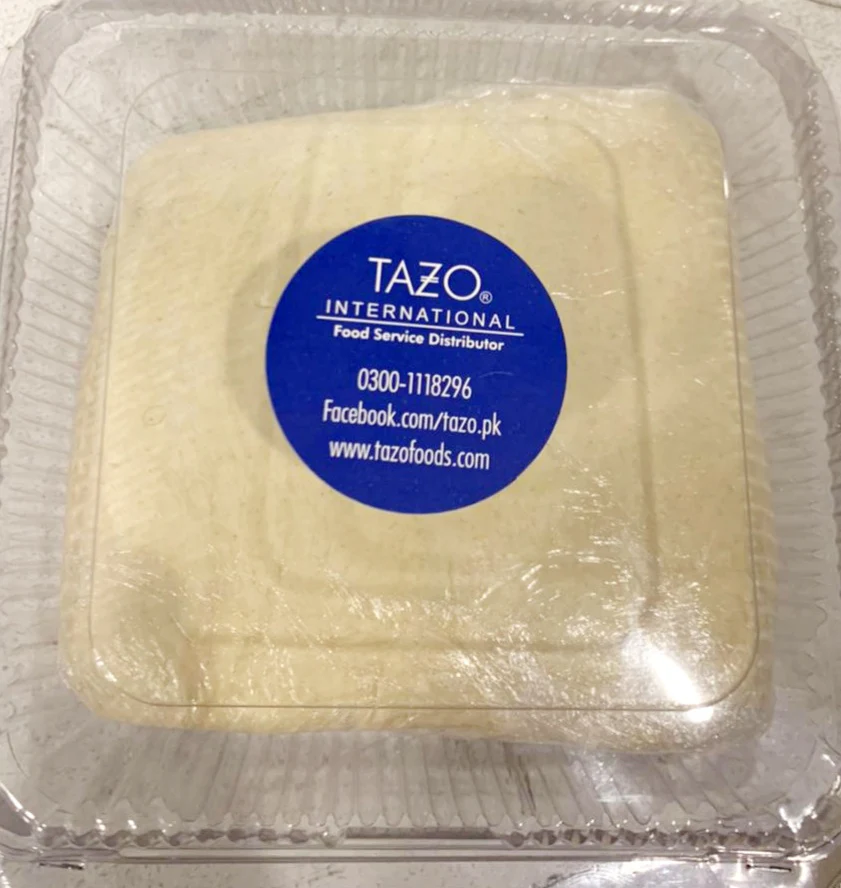 TAZO®
INTERNATIONAL
Food Service Distributor
0300-1118296
Facebook.com/tazo.pk
www.tazofoods.com